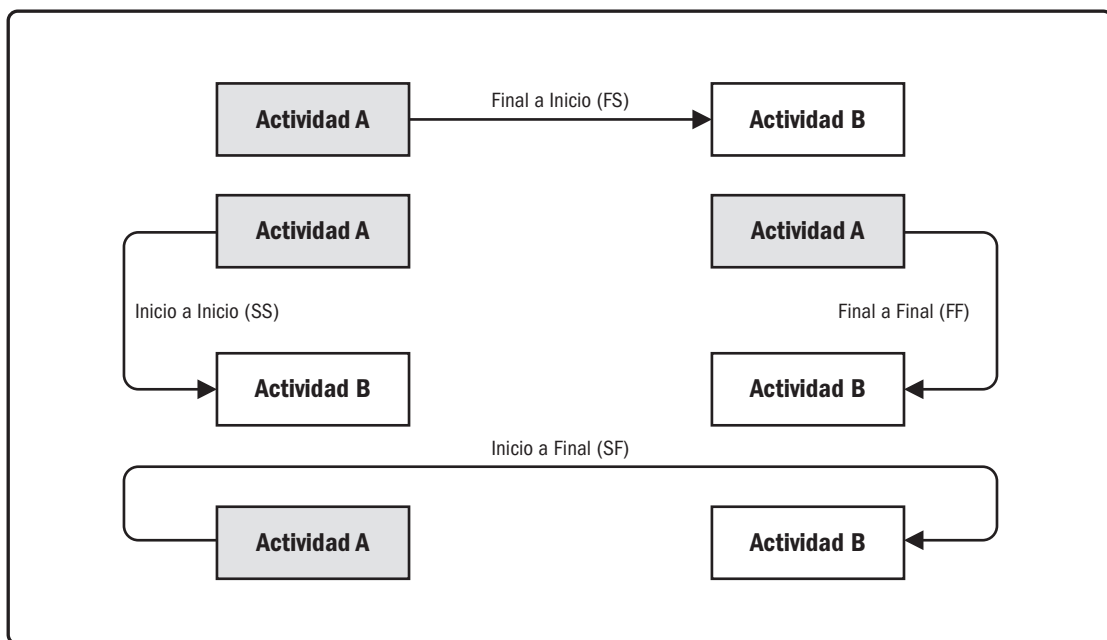 Final a Inicio (FS)
Actividad A
Actividad B
Actividad A
Actividad A
Inicio a Inicio (SS)
Final a Final (FF)
Actividad B
Actividad B
Inicio a Final (SF)
Actividad A
Actividad B